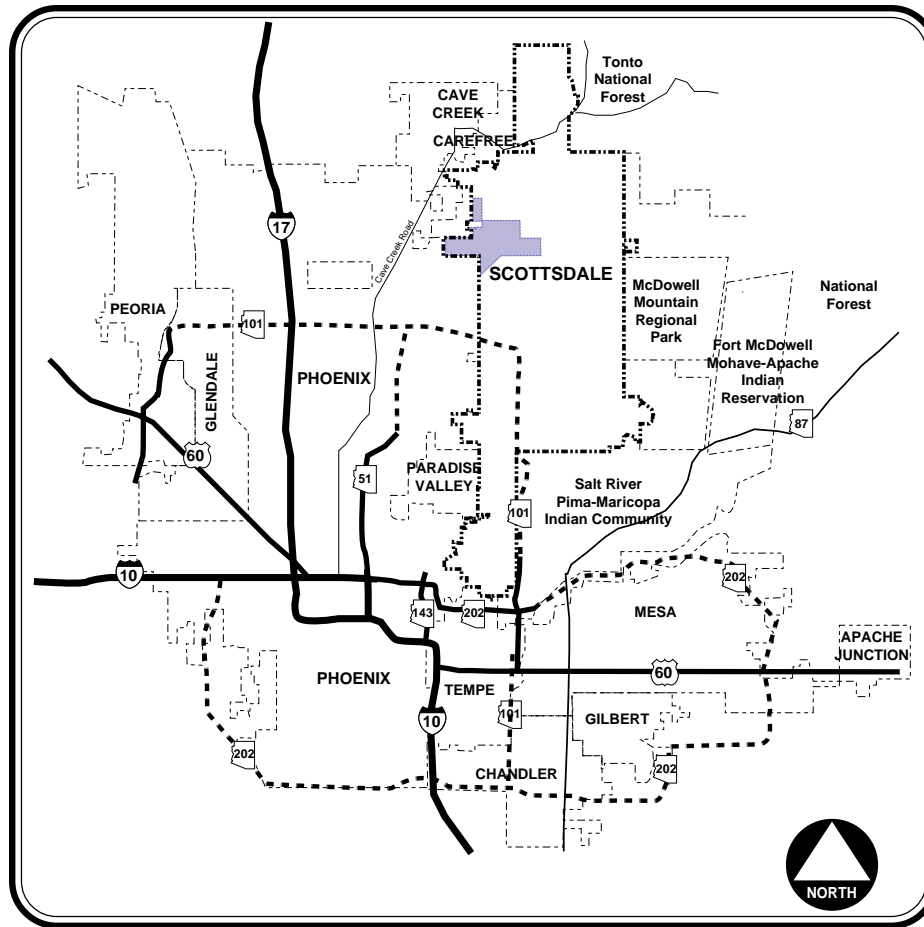 Tonto
National
Forest
CAVE
CREEK
CAREFREE
17
Cave Creek Road
SCOTTSDALE
McDowell
Mountain
Regional
Park
National
Forest
PEORIA
101
PHOENIX
GLENDALE
Fort McDowell
Mohave-Apache
Indian
Reservation
87
60
51
PARADISE
VALLEY
101
Salt River
Pima-Maricopa
Indian Community
10
143
202
202
MESA
APACHE
JUNCTION
PHOENIX
TEMPE
60
10
101
GILBERT
202
CHANDLER
202
NORTH